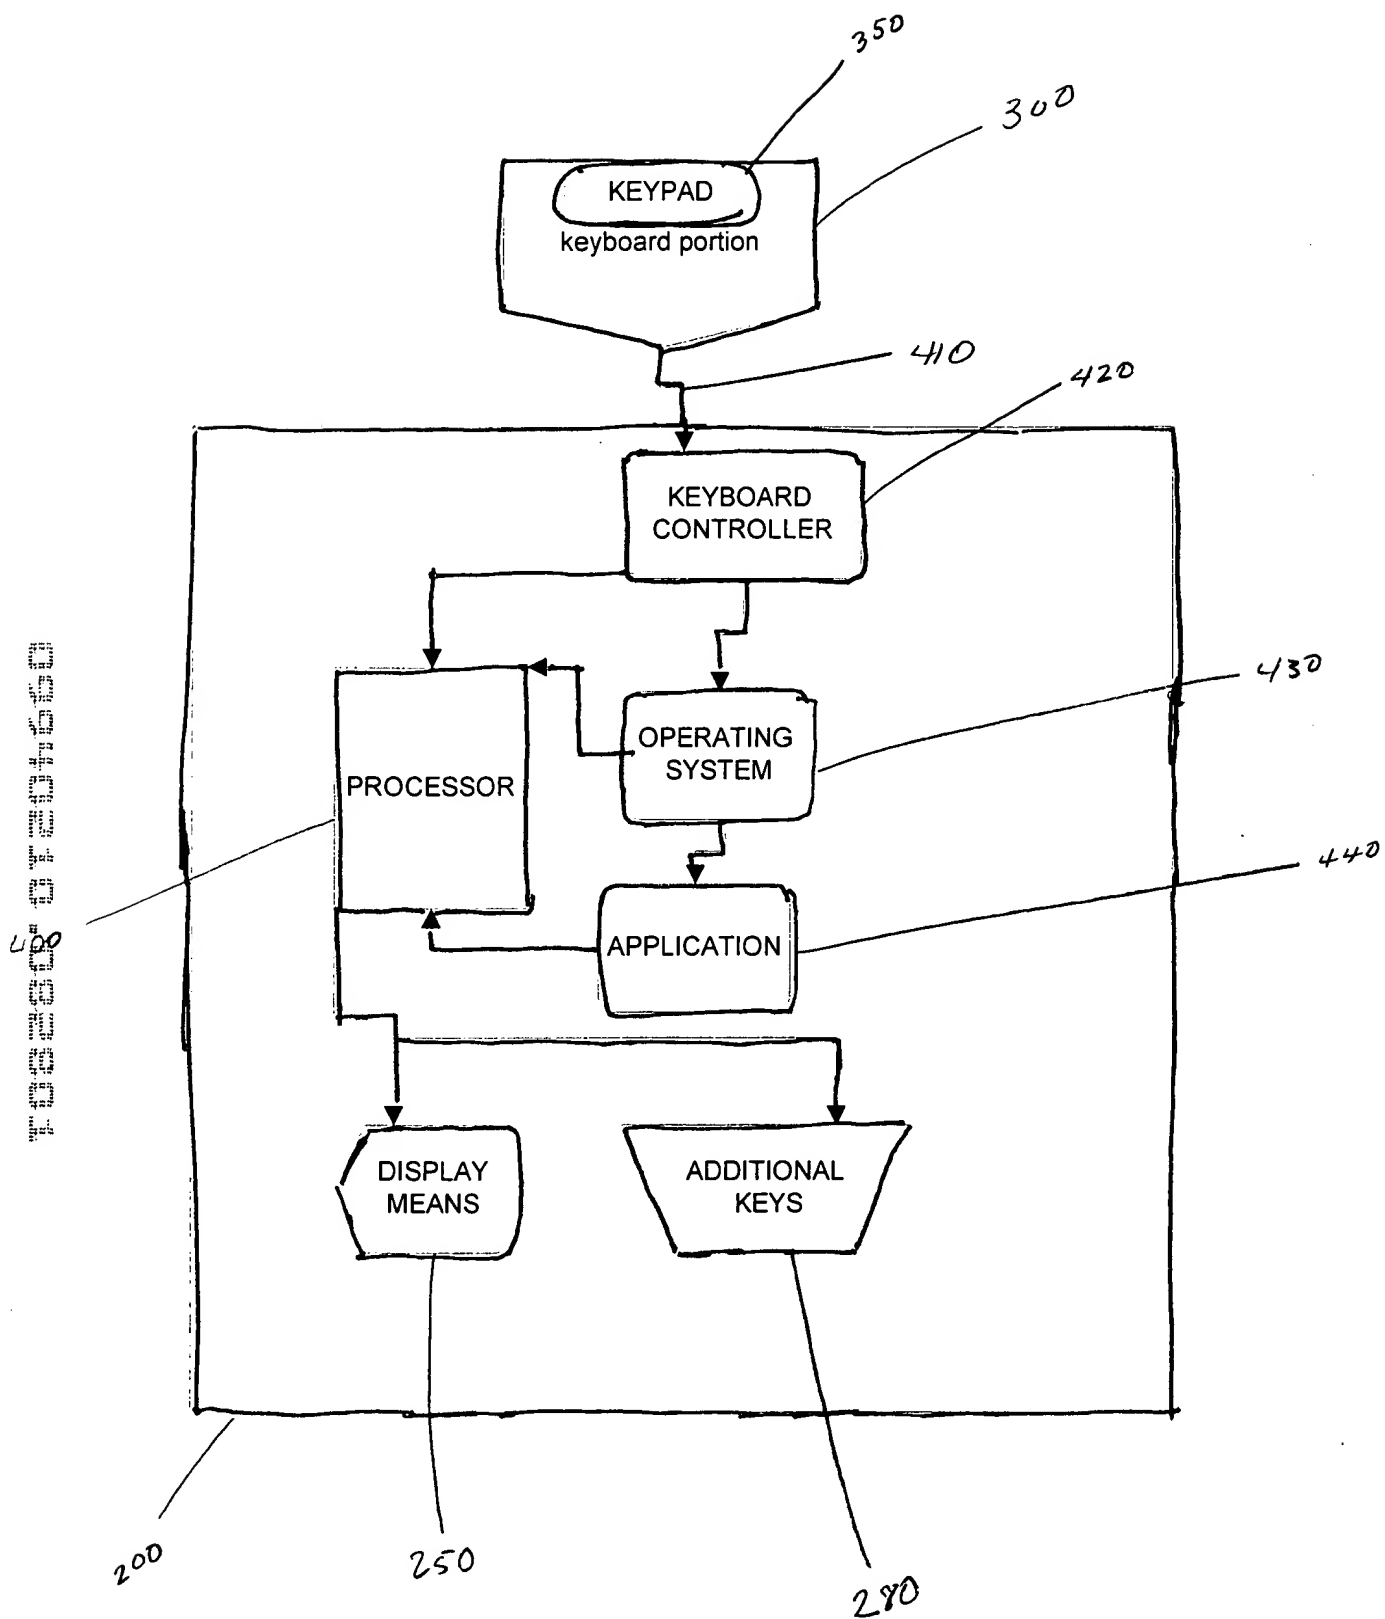 350
300
KEYPAD
keyboard portion
410
420
KEYBOARD
CONTROLLER
430
OPERATING
SYSTEM
PROCESSOR
440
400
APPLICATION
DISPLAY
MEANS
ADDITIONAL
KEYS
200
250
280